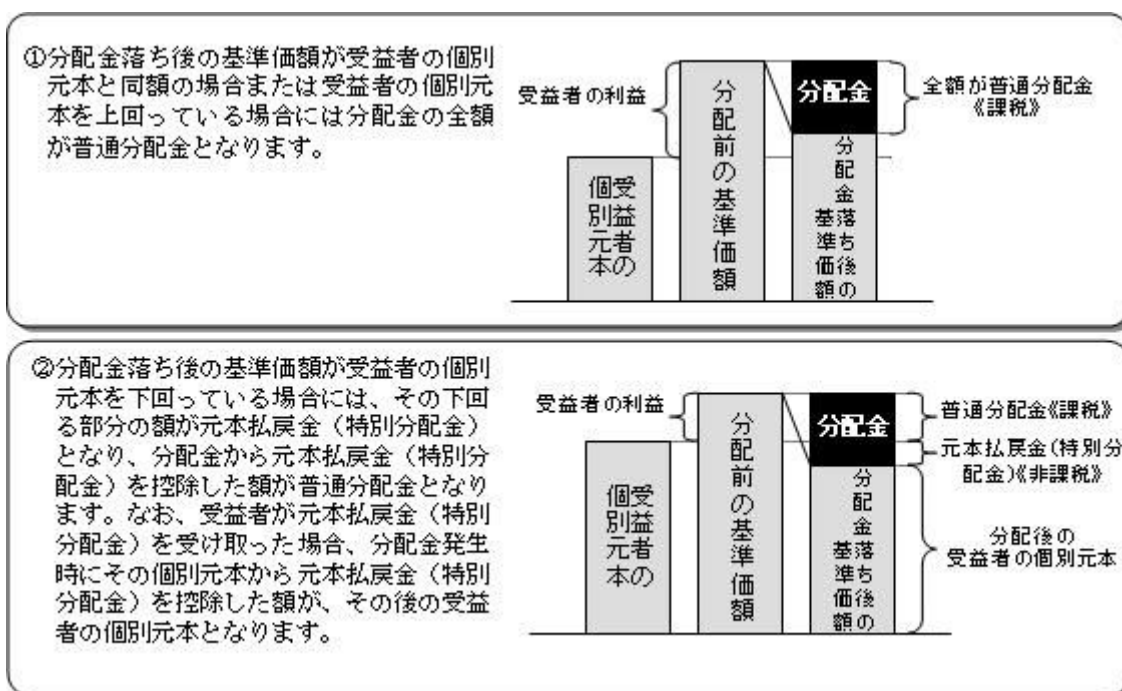 ①分配金落ち後の基準価額が受益者の個別
元本と同額の場合または受益者の個別元
本を上回っている場合には分配金の全額
が普通分配金となります。
受益者の利益
受益者の
個別元本
分配前の基準価額
分配金
分配金落ち後の
基準価額
全額が普通分配金
《課税》
②分配金落ち後の基準価額が受益者の個別
元本を下回っている場合には、その下回
る部分の額が元本払戻金（特別分配金）
となり、分配金から元本払戻金（特別分
配金）を控除した額が普通分配金となり
ます。なお、受益者が元本払戻金（特別
分配金）を受け取った場合、分配金発生
時にその個別元本から元本払戻金（特別
分配金）を控除した額が、その後の受益
者の個別元本となります。
受益者の利益
受益者の
個別元本
分配前の基準価額
分配金
分配金落ち後の
基準価額
普通分配金《課税》
元本払戻金(特別分
配金)《非課税》
分配後の
受益者の個別元本